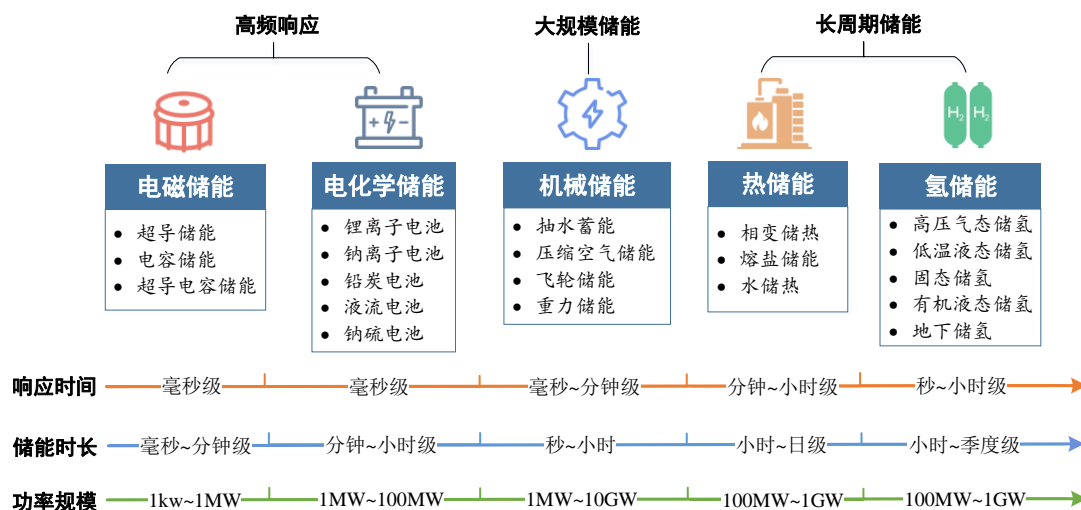 高频响应
大规模储能
长周期储能
H2 H2
电磁储能
超导储能
电容储能
超导电容储能
电化学储能
锂离子电池
钠离子电池
铅炭电池
液流电池
钠硫电池
机械储能
抽水蓄能
压缩空气储能
飞轮储能
重力储能
热储能
相变储热
熔盐储能
水储热
氢储能
高压气态储氢
低温液态储氢
固态储氢
有机液态储氢
地下储氢
响应时间 毫秒级 毫秒级 毫秒~分钟级 分钟~小时级 秒~小时级
储能时长 毫秒~分钟级 分钟~小时级 秒~小时 小时~日级 小时~季度级
功率规模 1kw~1MW 1MW~100MW 1MW~10GW 100MW~1GW 100MW~1GW